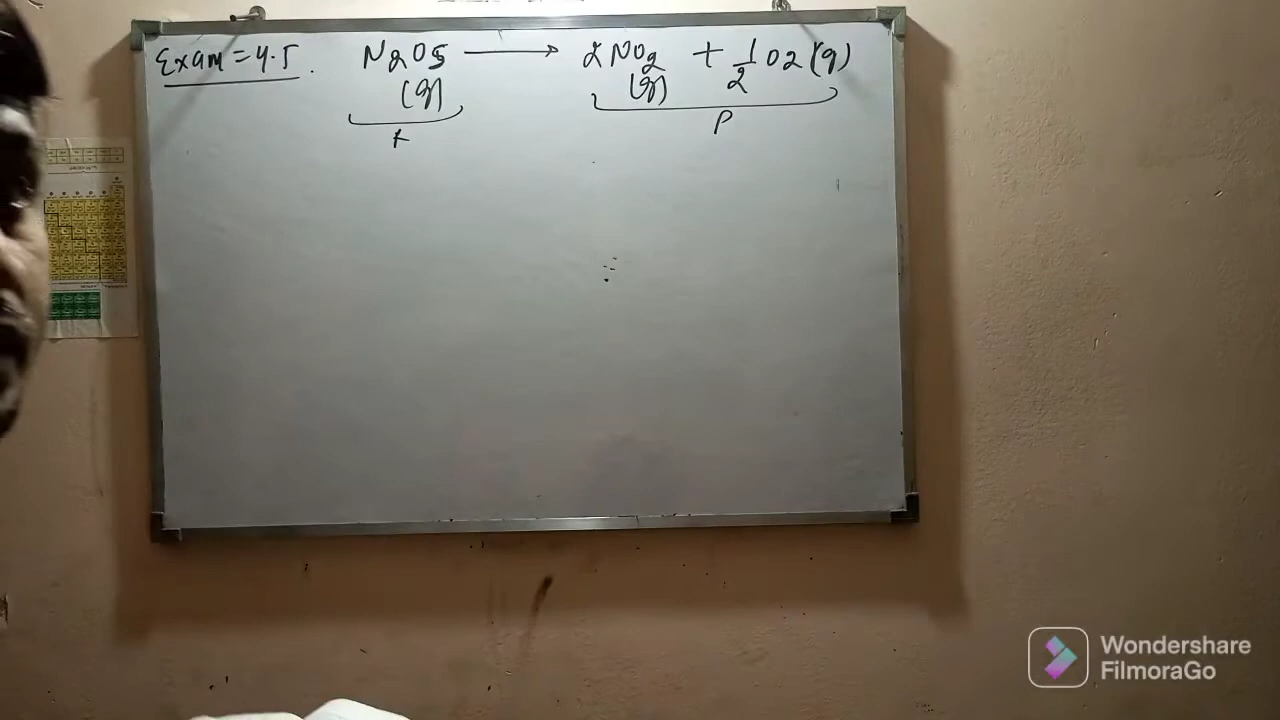 Exam = 4.5. N2O5 ⟶ 2NO2 + 1/2 O2 (g)
(g) (g)
R P
Wondershare
FilmoraGo